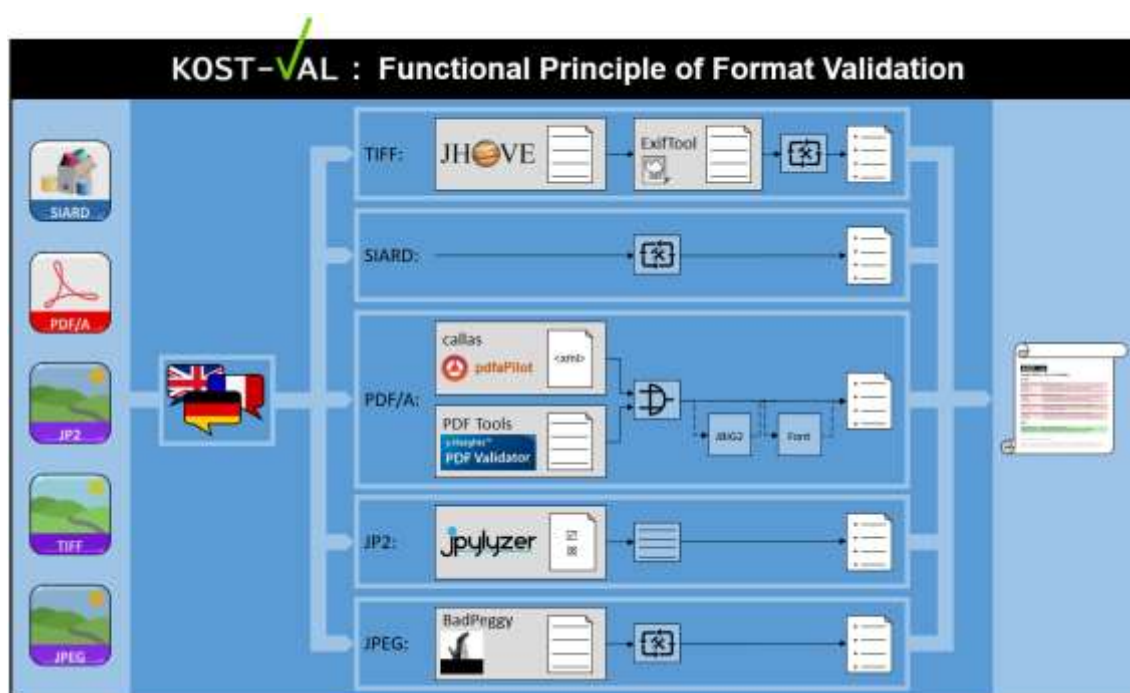 KOST-VAL : Functional Principle of Format Validation
SIARD
PDF/A
JP2
TIFF
JPEG
TIFF:
JHOVE
ExifTool
SIARD:
PDF/A:
callas
pdfaPilot
<xml>
PDF Tools
PDF Validator
JBIG2
Font
JP2:
jpylyzer
JPEG:
BadPeggy